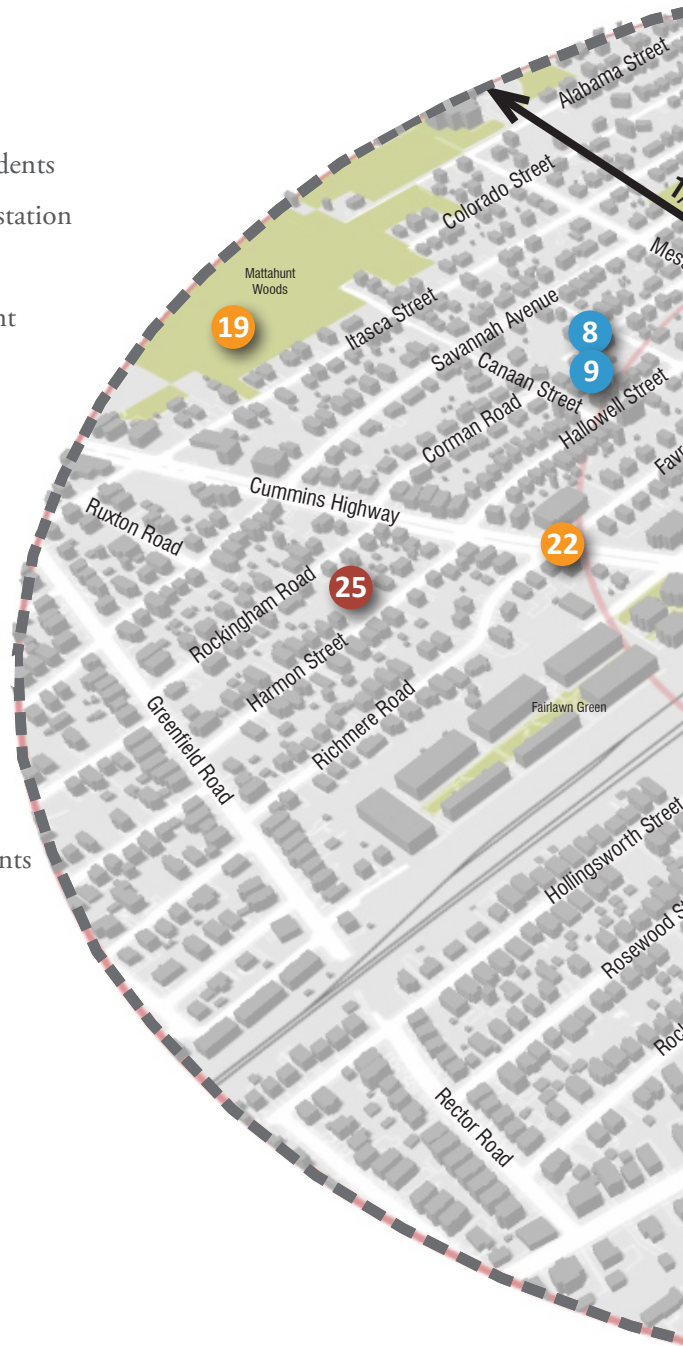 Alabama Street
dents
Colorado Street
station
Mattahunt
Woods
nt
19
Itasca Street
Savannah Avenue
8
9
Canaan Street
Hallowell Street
Corman Road
Cummins Highway
Ruxton Road
22
25
Rockingham Road
Harmon Street
Richmere Road
Greenfield Road
Fairlawn Green
Hollingsworth Street
nts
Rosewood
Rector Road